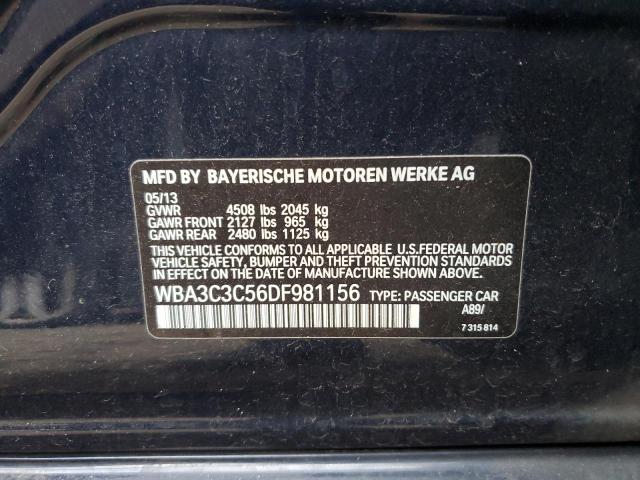 MFD BY BAYERISCHE MOTOREN WERKE AG
05/13
GVWR 4508 lbs 2045 kg
GAWR FRONT 2127 lbs 965 kg
GAWR REAR 2480 lbs 1125 kg
THIS VEHICLE CONFORMS TO ALL APPLICABLE U.S.FEDERAL MOTOR
VEHICLE SAFETY, BUMPER AND THEFT PREVENTION STANDARDS
IN EFFECT ON THE DATE OF MANUFACTURE SHOWN ABOVE.
WBA3C3C56DF981156 TYPE: PASSENGER CAR
A89/
7 315 814